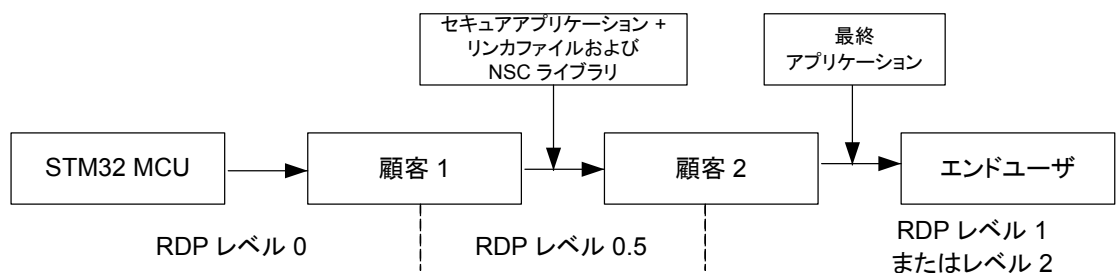 セキュアアプリケーション +
リンカファイルおよび
NSC ライブラリ
最終
アプリケーション
STM32 MCU
顧客 1
顧客 2
エンドユーザ
RDP レベル 0
RDP レベル 0.5
RDP レベル 1
またはレベル 2